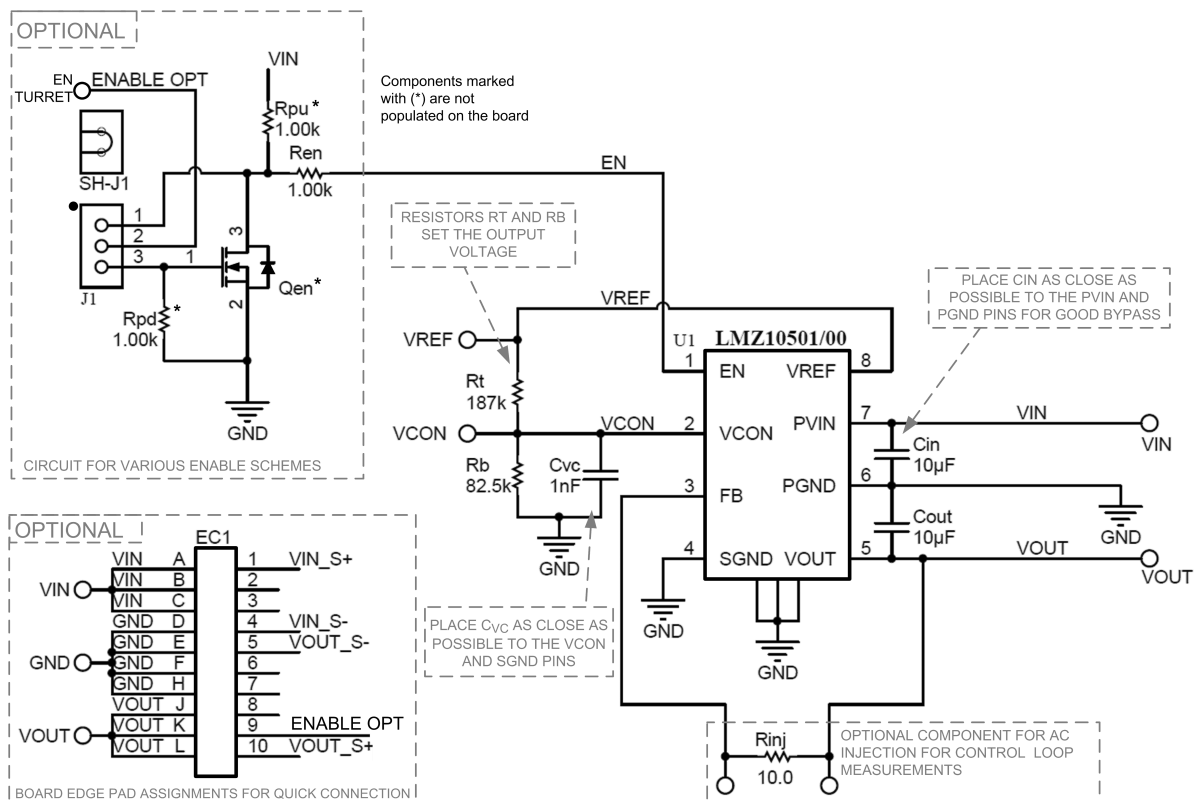 OPTIONAL
EN
TURRET
ENABLE OPT
VIN
Rpu*
1.00k
Ren
1.00k
SH-J1
1
2
3
J1
1
3
2
Qen*
Rpd
*
1.00k
GND
CIRCUIT FOR VARIOUS ENABLE SCHEMES
Components marked
with (*) are not
populated on the board
EN
RESISTORS RT AND RB
SET THE OUTPUT
VOLTAGE
VREF
VREF
Rt
187k
VCON
VCON
Rb
82.5k
Cvc
1nF
GND
PLACE CVC AS CLOSE AS
POSSIBLE TO THE VCON
AND SGND PINS
U1
LMZ10501/00
1
EN
2
VCON
3
FB
4
SGND
VREF
8
PVIN
7
PGND
6
VOUT
5
GND
GND
PLACE CIN AS CLOSE AS
POSSIBLE TO THE PVIN AND
PGND PINS FOR GOOD BYPASS
VIN
VIN
Cin
10µF
GND
Cout
10µF
VOUT
VOUT
Rinj
10.0
OPTIONAL COMPONENT FOR AC
INJECTION FOR CONTROL LOOP
MEASUREMENTS
OPTIONAL
EC1
VIN
GND
VOUT
VIN A
VIN B
VIN C
GND D
GND E
GND F
GND H
VOUT J
VOUT K
VOUT L
1 VIN_S+
2
3
4 VIN_S-
5 VOUT_S-
6
7
8
9 ENABLE OPT
10 VOUT_S+
BOARD EDGE PAD ASSIGNMENTS FOR QUICK CONNECTION